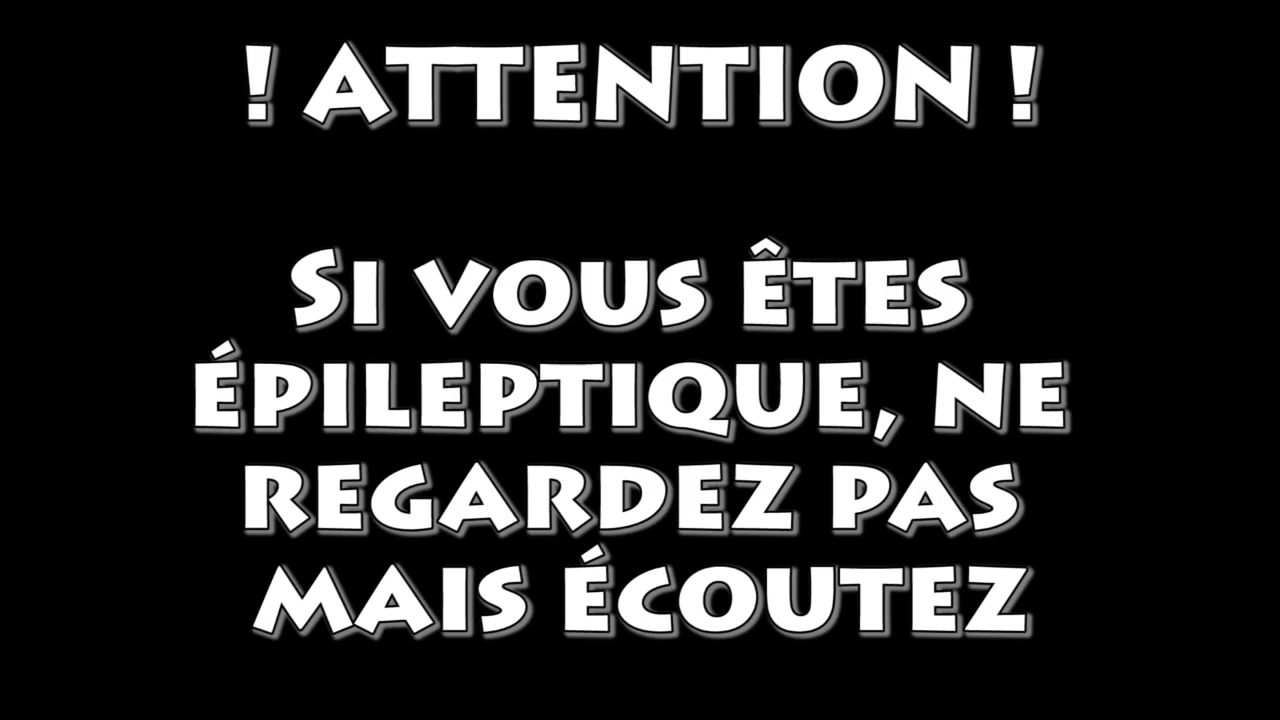 ! ATTENTION !
SI VOUS ÊTES
ÉPILEPTIQUE, NE
REGARDEZ PAS
MAIS ÉCOUTEZ